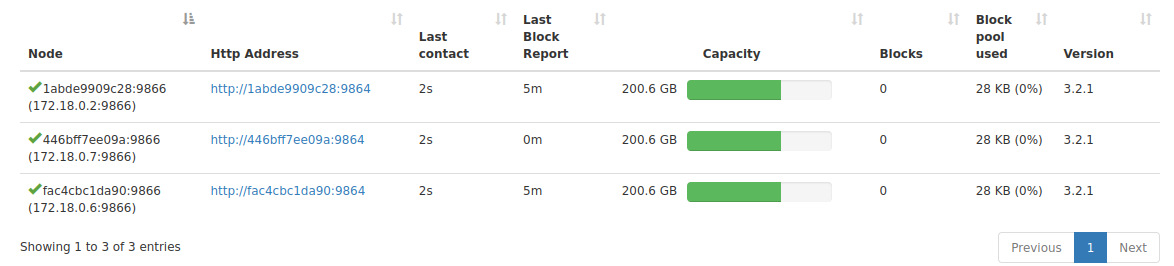 Node Http Address Last contact Last Block Report Capacity Blocks Block pool used Version
1abde9909c28:9866 http://1abde9909c28:9864 2s 5m 200.6 GB 0 28 KB (0%) 3.2.1
(172.18.0.2:9866)
446bff7ee09a:9866 http://446bff7ee09a:9864 2s 0m 200.6 GB 0 28 KB (0%) 3.2.1
(172.18.0.7:9866)
fac4cbc1da90:9866 http://fac4cbc1da90:9864 2s 5m 200.6 GB 0 28 KB (0%) 3.2.1
(172.18.0.6:9866)
Showing 1 to 3 of 3 entries Previous 1 Next